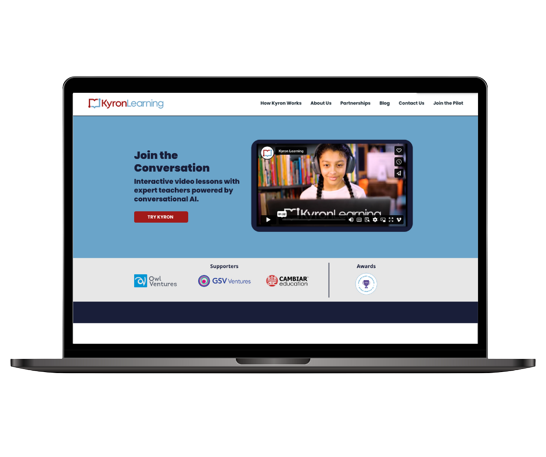 KyronLearning
How Kyron Works About Us Partnerships Blog Contact Us Join the Pilot
Join the
Conversation
Interactive video lessons with
expert teachers powered by
conversational AI.
TRY KYRON
Kyron Learning
KyronLearning
Supporters
Awards
Owl
Ventures
GSV Ventures
CAMBIAR
education